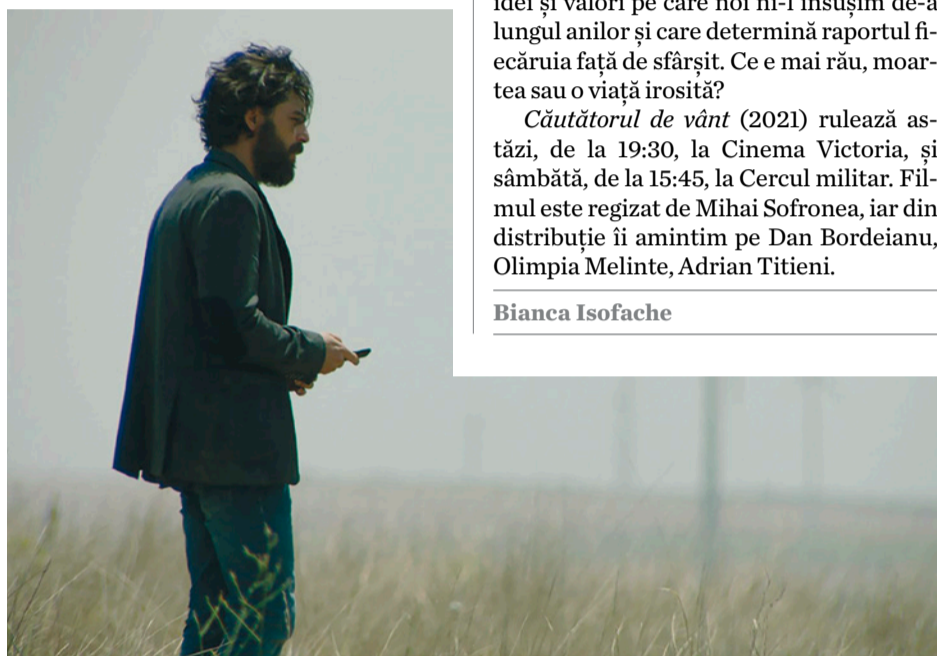 idei și valori pe care noi ni-l însușim de-a
lungul anilor și care determină raportul fi-
ecăruia față de sfârșit. Ce e mai rău, moar-
tea sau o viață irosită?
Căutătorul de vânt (2021) rulează as-
tăzi, de la 19:30, la Cinema Victoria, și
sâmbătă, de la 15:45, la Cercul militar. Fil-
mul este regizat de Mihai Sofronea, iar din
distribuție îi amintim pe Dan Bordeianu,
Olimpia Melinte, Adrian Titieni.
Bianca Isofache